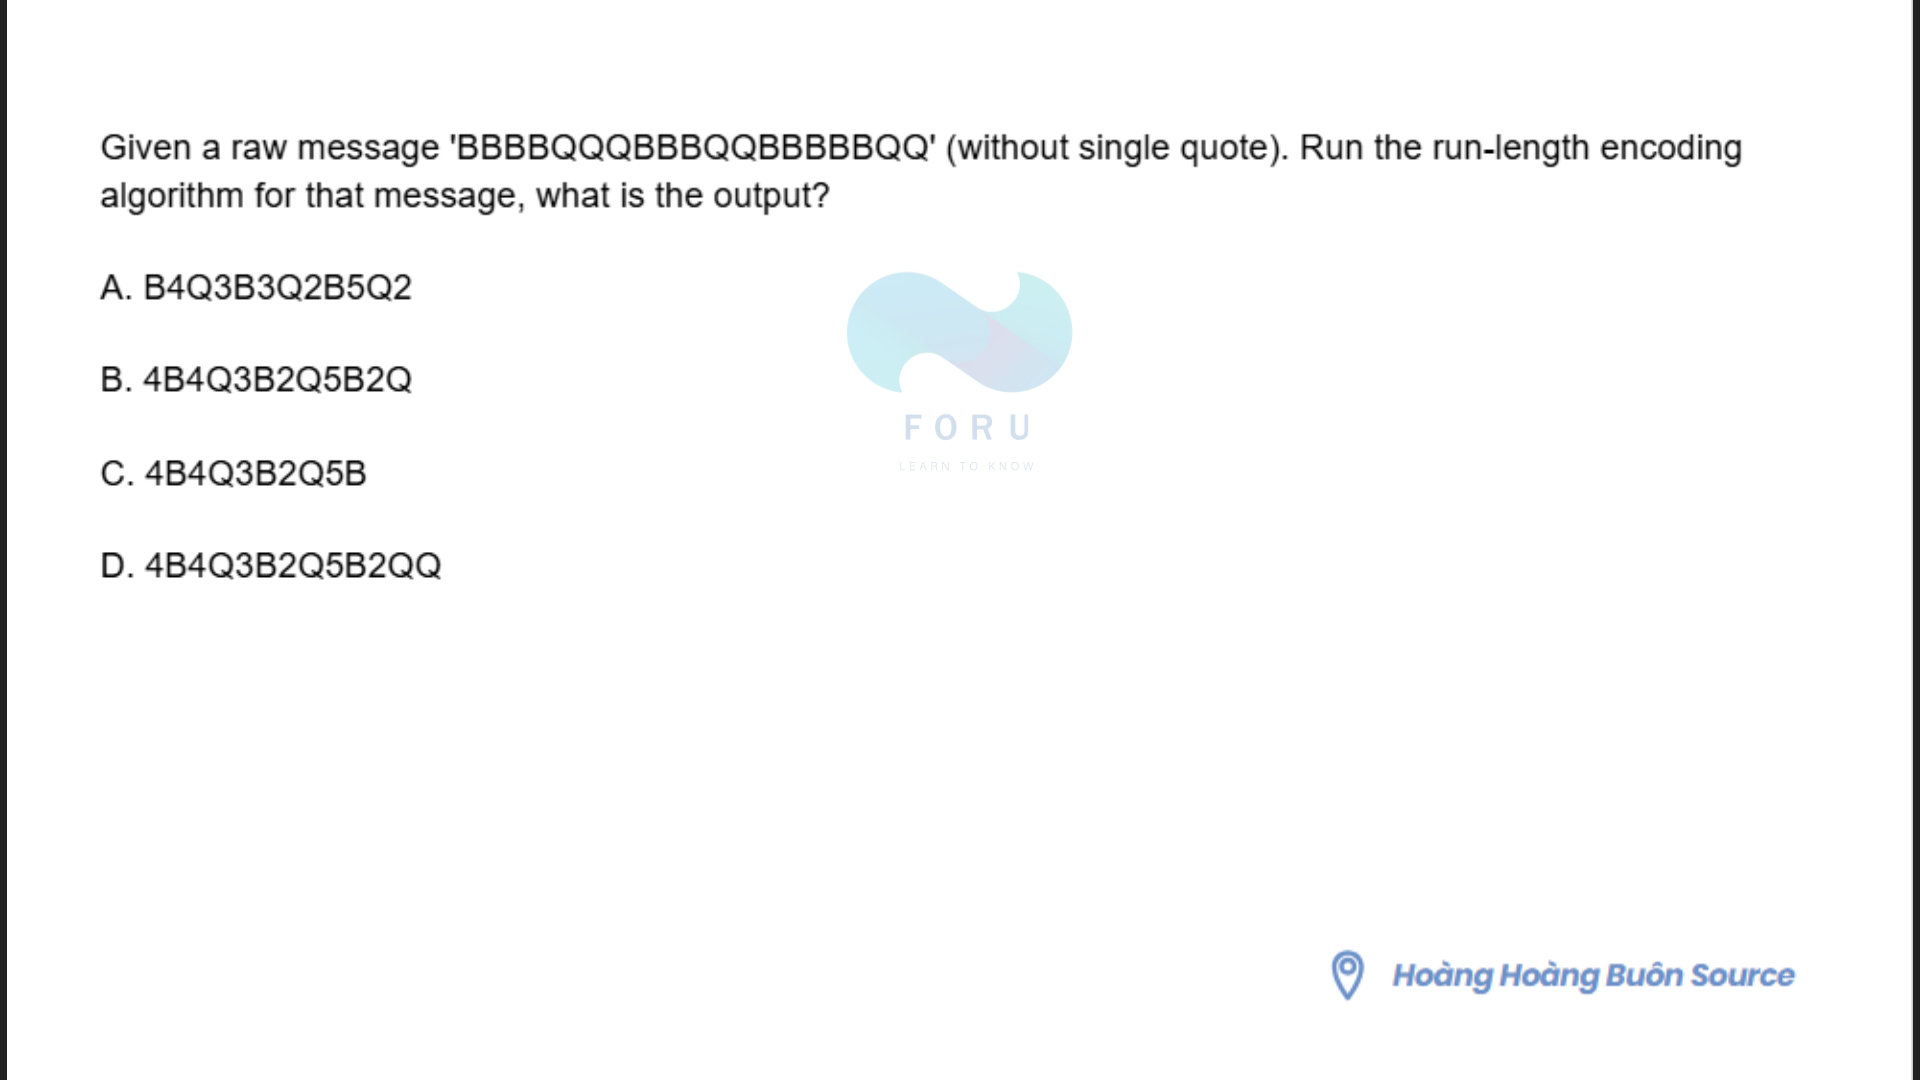 Given a raw message 'BBBBQQQBBBQQBBBBBQQ' (without single quote). Run the run-length encoding
algorithm for that message, what is the output?
A. B4Q3B3Q2B5Q2
B. 4B4Q3B2Q5B2Q
C. 4B4Q3B2Q5B
D. 4B4Q3B2Q5B2QQ
FORU
LEARN TO KNOW
Hoàng Hoàng Buôn Source